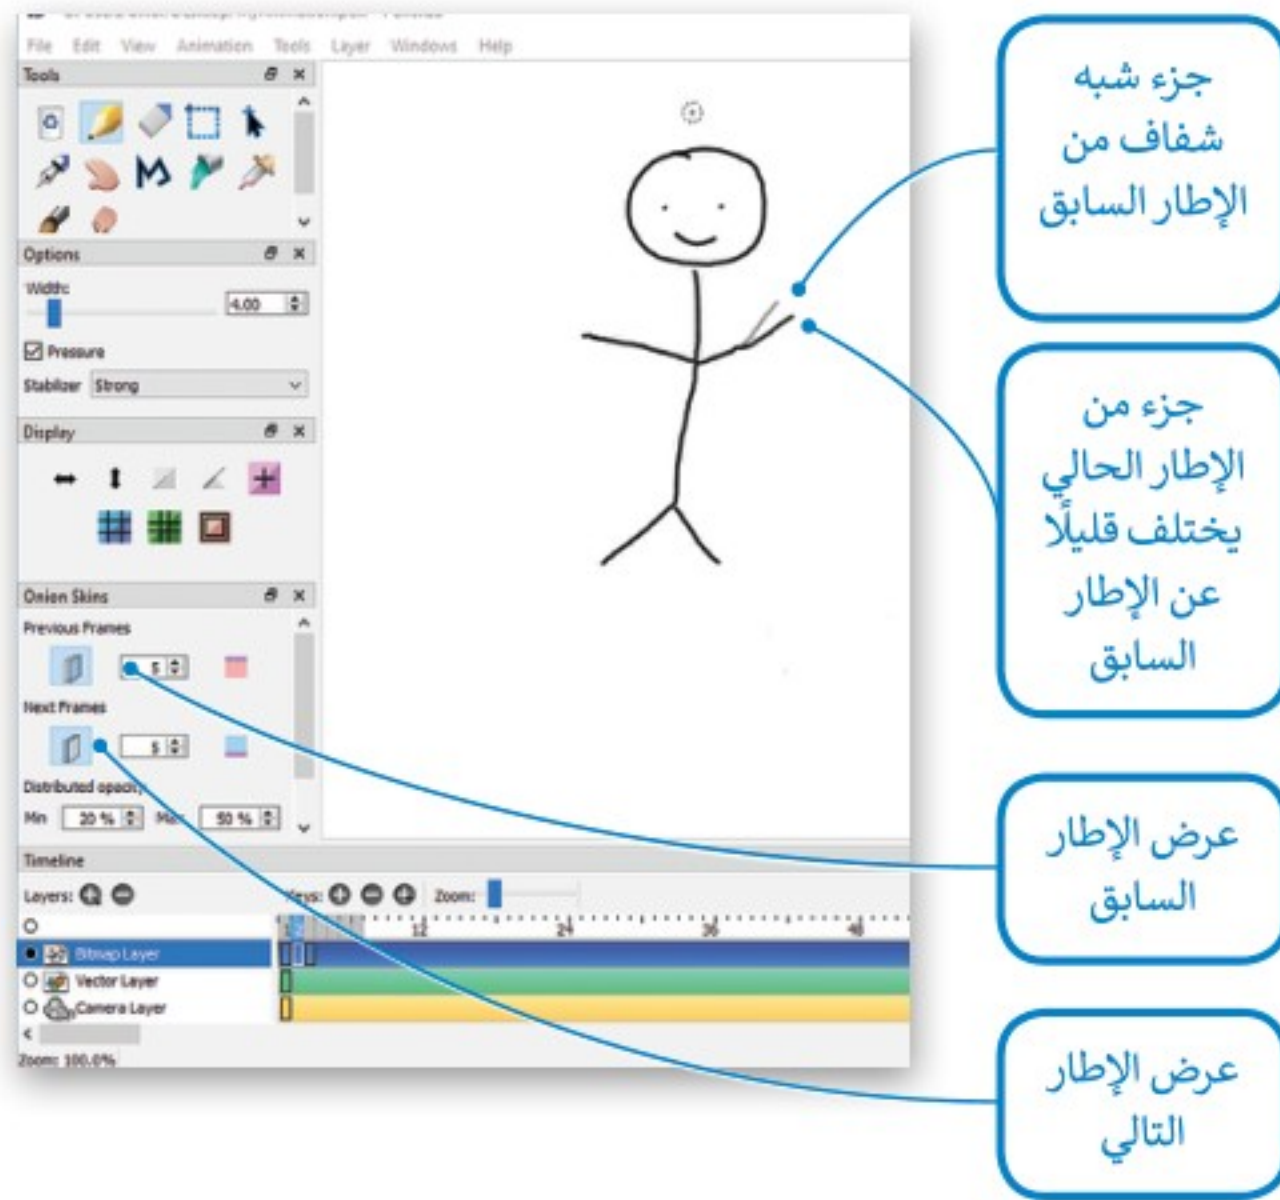 File Edit View Animation Tools Layer Windows Help
Tools
Options
Width:
4.00
Pressure
Stabilizer Strong
Display
Onion Skins
Previous Frames
5
Next Frames
5
Distributed opacity
Min 20 % Max 50 %
Timeline
Layers: Keys: Zoom:
12 24 36 48
Bitmap Layer
Vector Layer
Camera Layer
Zoom: 100.0%
جزء شبه
شفاف من
الإطار السابق
جزء من
الإطار الحالي
يختلف قليلًا
عن الإطار
السابق
عرض الإطار
السابق
عرض الإطار
التالي